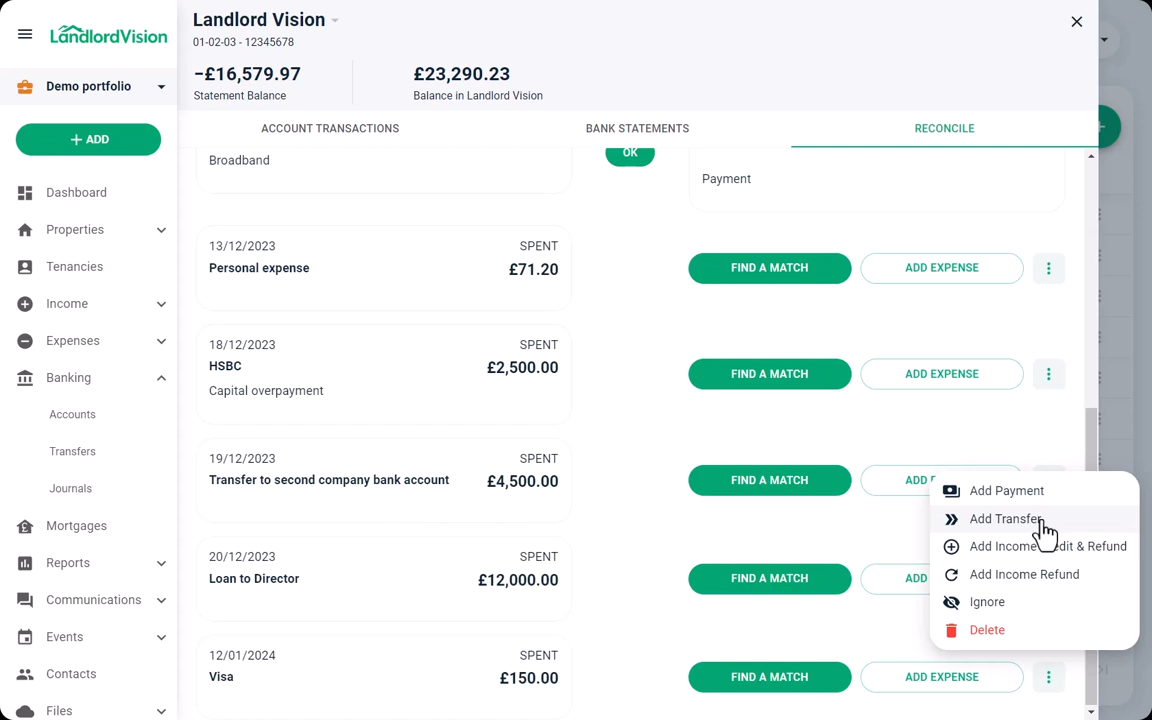 LandlordVision
Demo portfolio
+ ADD
Dashboard
Properties
Tenancies
Income
Expenses
Banking
Accounts
Transfers
Journals
Mortgages
Reports
Communications
Events
Contacts
Files
Landlord Vision
01-02-03 - 12345678
-£16,579.97
Statement Balance
£23,290.23
Balance in Landlord Vision
ACCOUNT TRANSACTIONS
BANK STATEMENTS
RECONCILE
Broadband
OK
Payment
13/12/2023 SPENT
Personal expense £71.20
FIND A MATCH
ADD EXPENSE
18/12/2023 SPENT
HSBC £2,500.00
Capital overpayment
FIND A MATCH
ADD EXPENSE
19/12/2023 SPENT
Transfer to second company bank account £4,500.00
FIND A MATCH
ADD
20/12/2023 SPENT
Loan to Director £12,000.00
FIND A MATCH
ADD
12/01/2024 SPENT
Visa £150.00
FIND A MATCH
ADD EXPENSE
Add Payment
Add Transfer
Add Income & Refund
Add Income Refund
Ignore
Delete